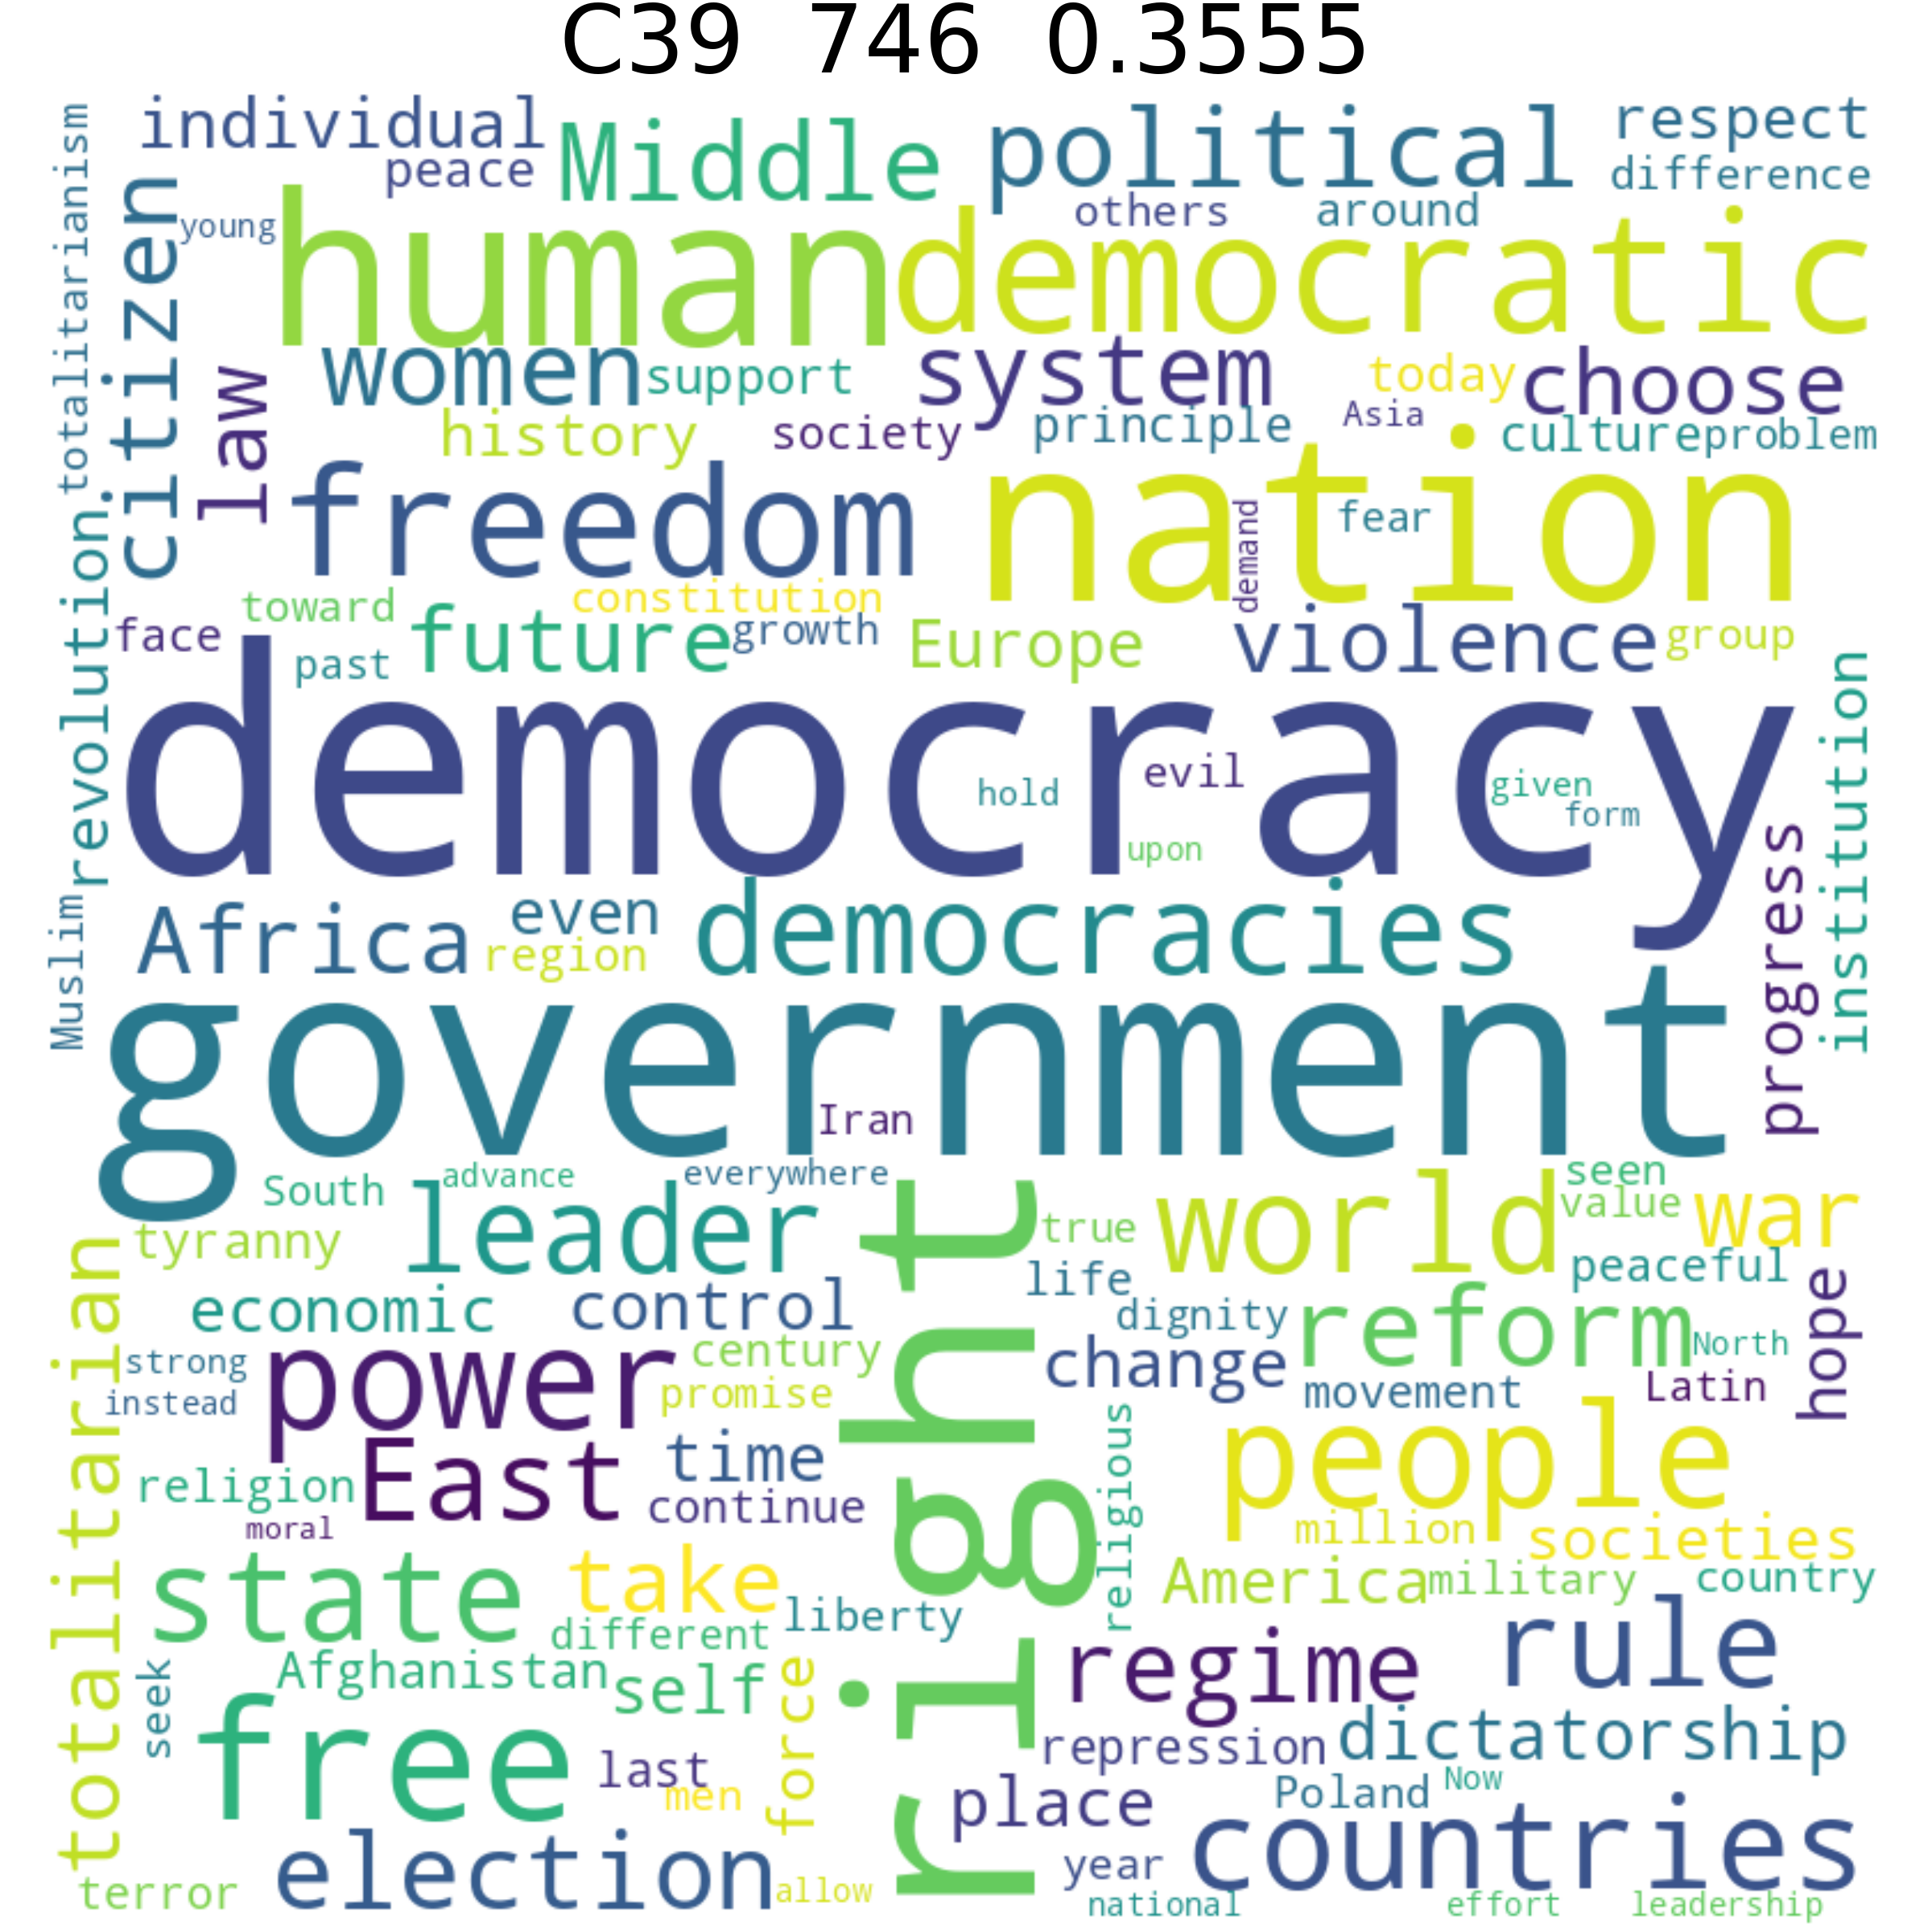 C39 746 0.3555
individual
Middle
political
respect
peace
difference
totalitarianism
citizen
young
others
around
human
democratic
women
support
system
today
choose
law
history
society
principle
Asia
culture
problem
freedom
nation
demand
fear
revolution
toward
constitution
face
past
future
growth
Europe
violence
group
democracy
hold
evil
given
form
upon
institution
progress
Muslim
Africa
even
region
democracies
government
Iran
South
advance
everywhere
seen
tyranny
leader
right
true
world
value
war
life
peaceful
totalitarian
economic
control
dignity
reform
hope
strong
power
century
change
North
instead
promise
movement
Latin
East
time
religious
people
religion
continue
moral
million
societies
state
take
America
military
country
different
liberty
rule
seek
Afghanistan
self
force
regime
free
repression
dictatorship
last
men
place
Poland
Now
election
year
countries
terror
allow
national
effort
leadership